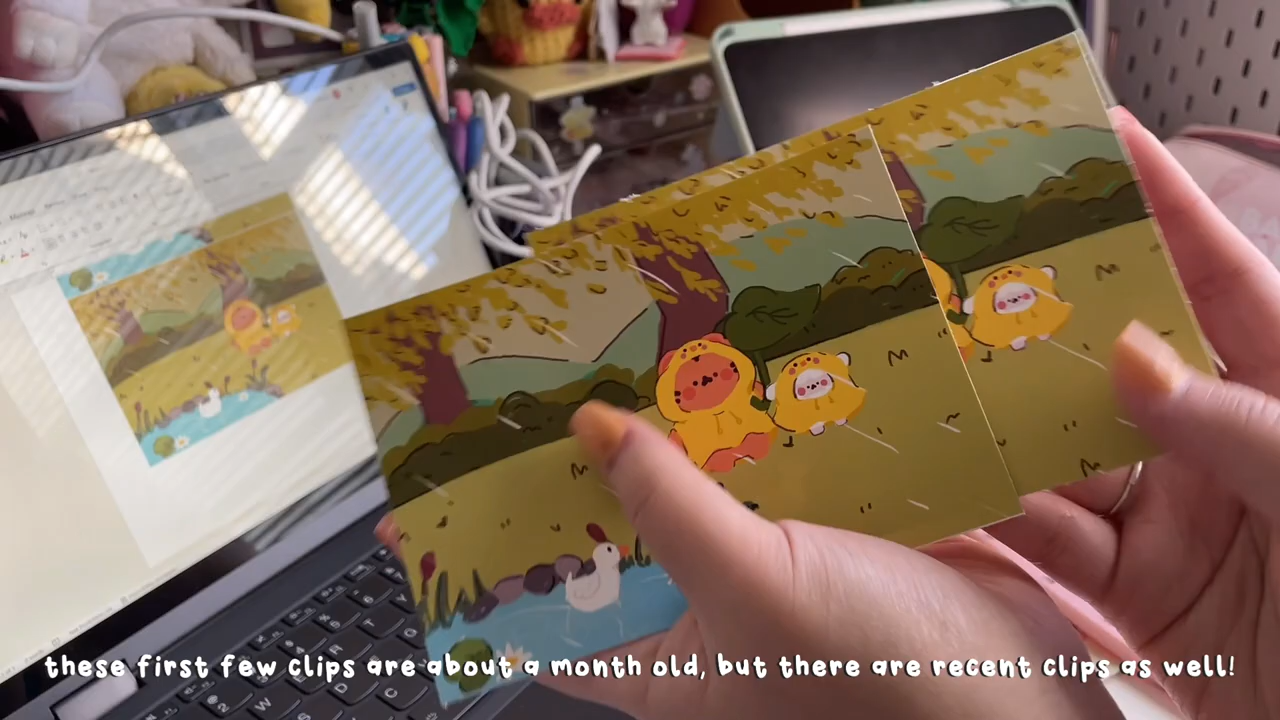 these first few clips are about a month old, but there are recent clips as well!